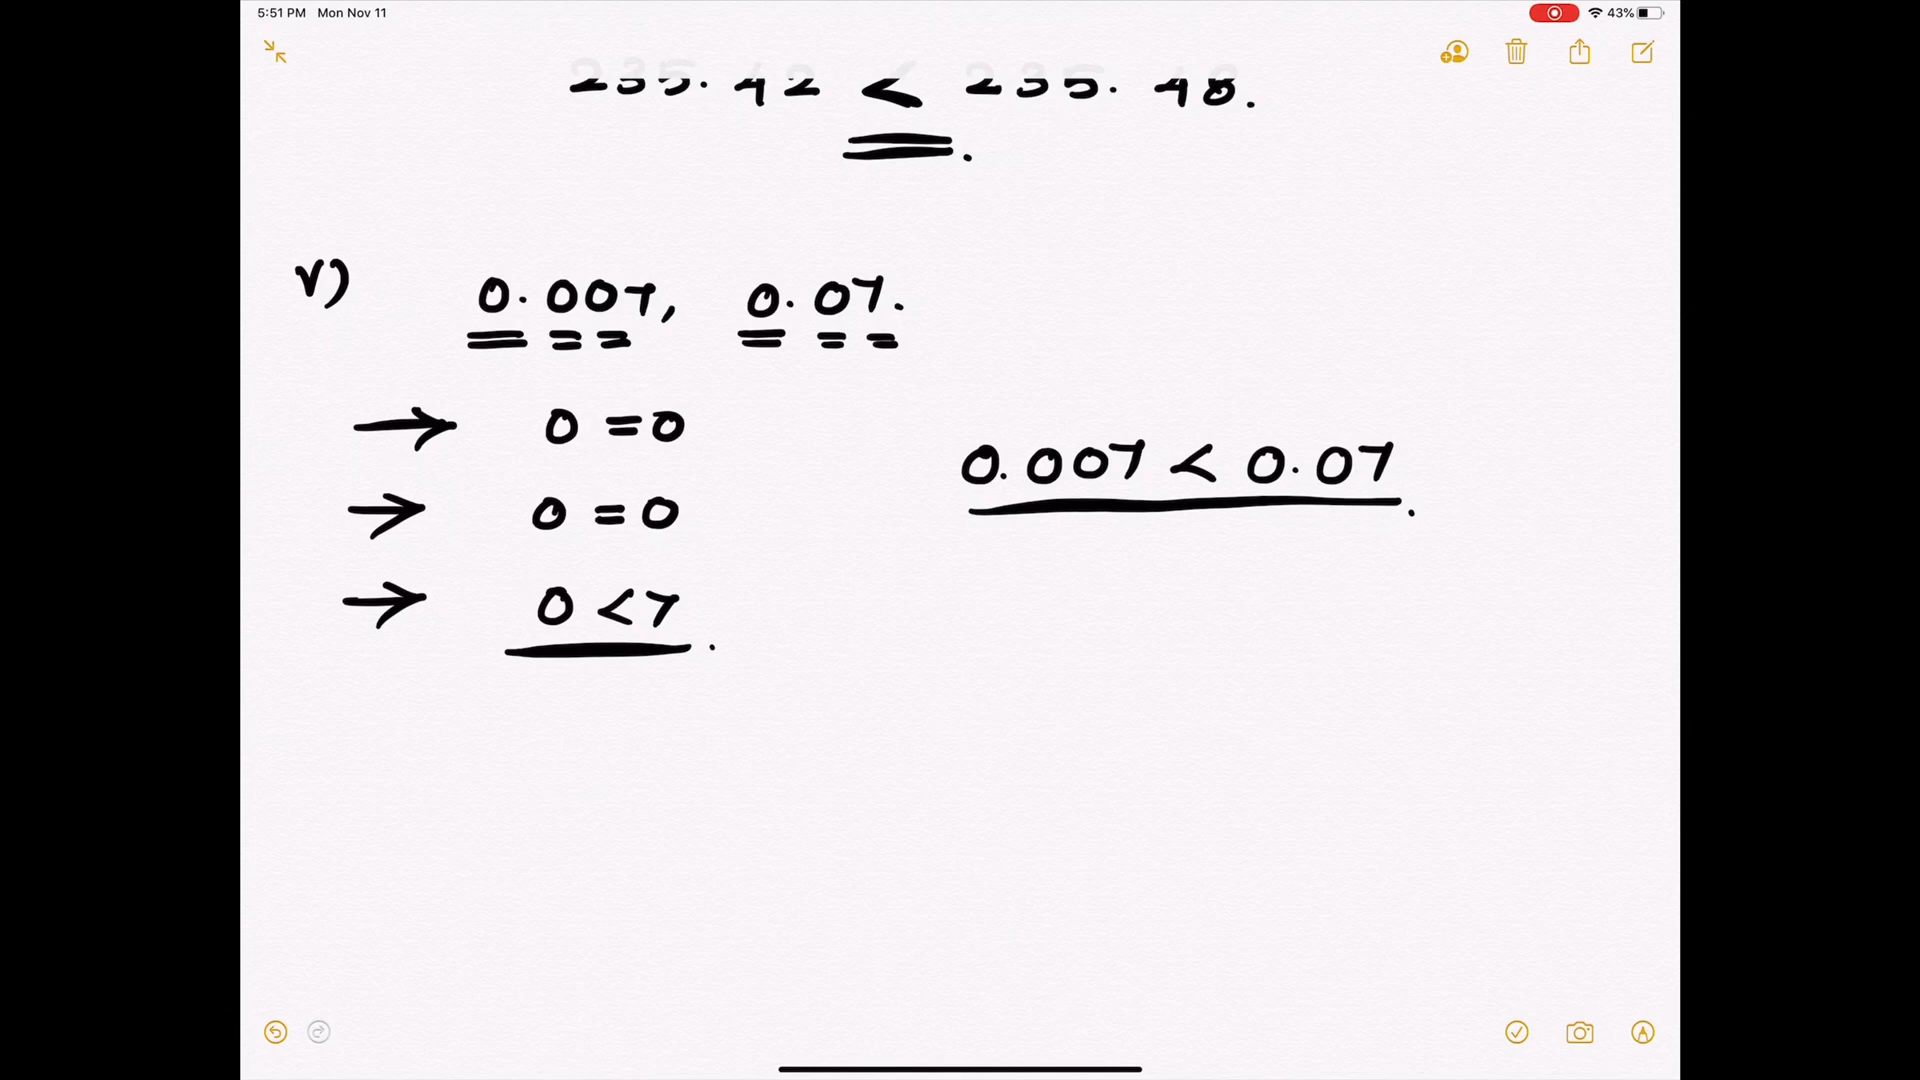 5:51 PM Mon Nov 11 43%
235.42 < 235.48.
v) 0.007, 0.07.
→ 0 = 0
0.007 < 0.07.
→ 0 = 0
→ 0 < 7.